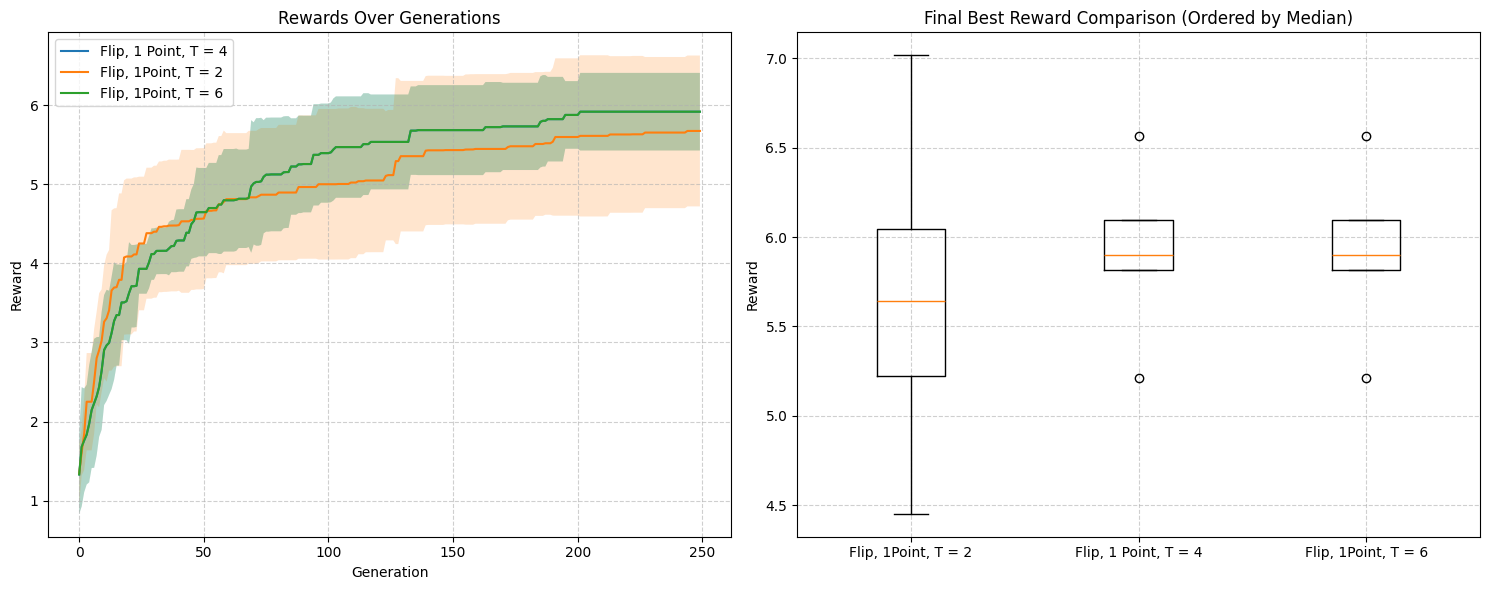 Rewards Over Generations
Flip, 1 Point, T = 4
Flip, 1Point, T = 2
Flip, 1Point, T = 6
Reward
6
5
4
3
2
1
0
50
100
150
200
250
Generation
Final Best Reward Comparison (Ordered by Median)
Reward
7.0
6.5
6.0
5.5
5.0
4.5
Flip, 1Point, T = 2
Flip, 1 Point, T = 4
Flip, 1Point, T = 6